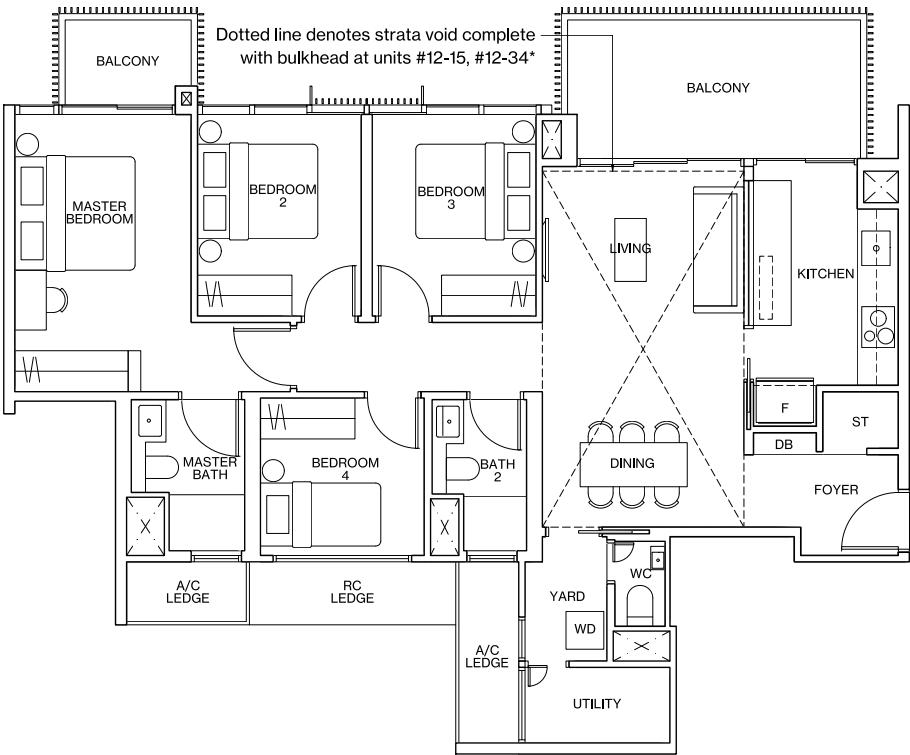 Dotted line denotes strata void complete
with bulkhead at units #12-15, #12-34*
BALCONY
BALCONY
MASTER
BEDROOM
BEDROOM
2
BEDROOM
3
LIVING
KITCHEN
F
ST
DB
MASTER
BATH
BEDROOM
4
BATH
2
DINING
FOYER
A/C
LEDGE
RC
LEDGE
A/C
LEDGE
YARD
WC
WD
UTILITY